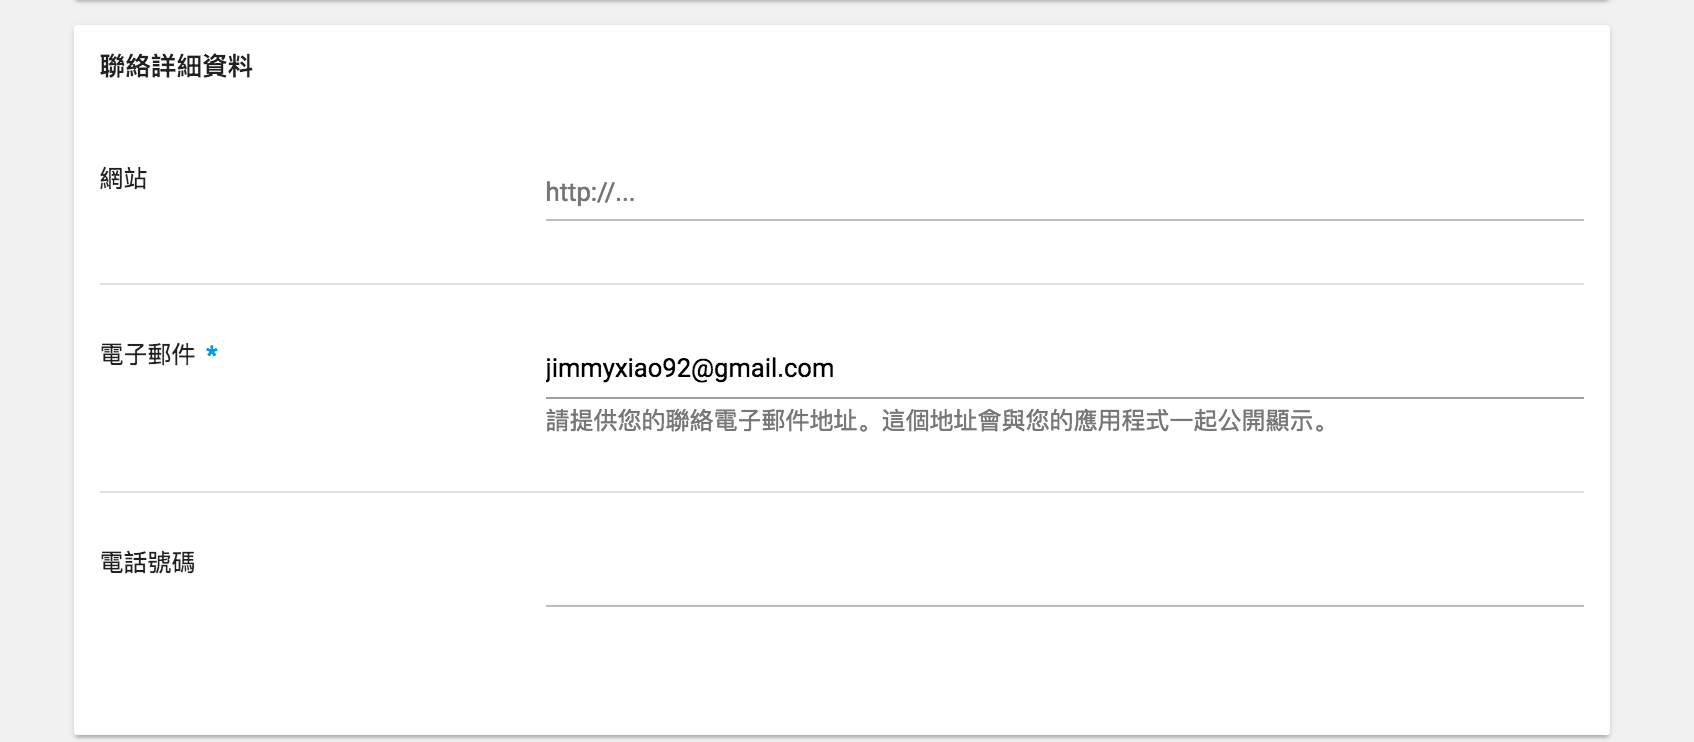 聯絡詳細資料
網站
http://...
電子郵件 *
jimmyxiao92@gmail.com
請提供您的聯絡電子郵件地址。這個地址會與您的應用程式一起公開顯示。
電話號碼